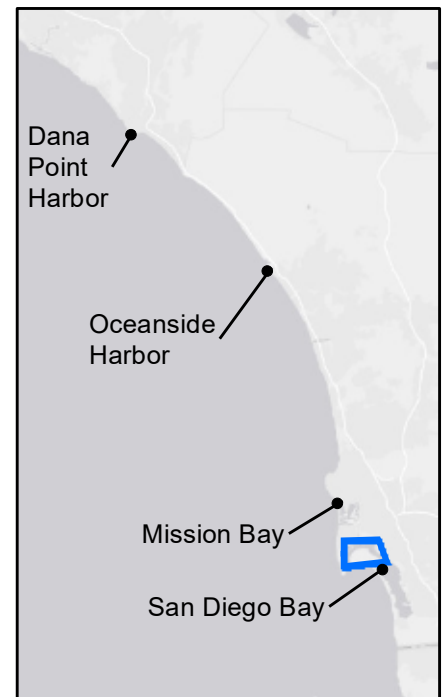 Dana
Point
Harbor
Oceanside
Harbor
Mission Bay
San Diego Bay